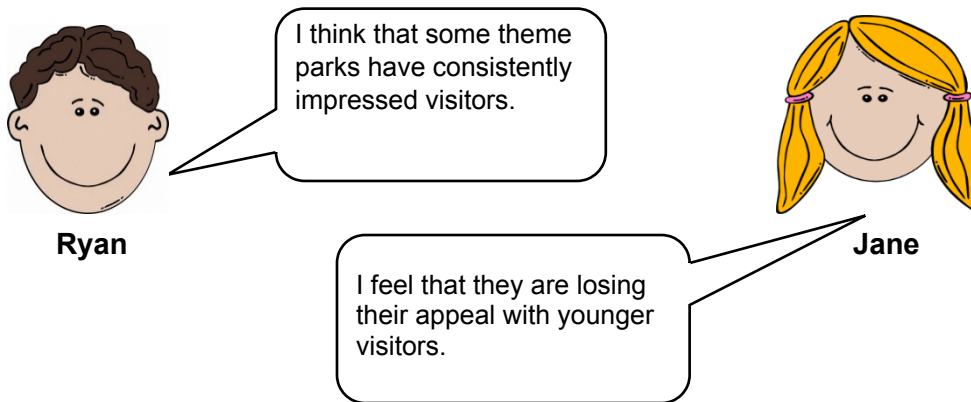 I think that some theme
parks have consistently
impressed visitors.
Ryan
Jane
I feel that they are losing
their appeal with younger
visitors.